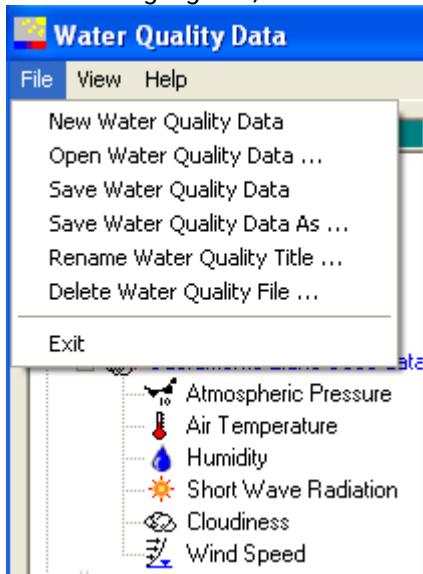 Water Quality Data
File View Help
New Water Quality Data
Open Water Quality Data ...
Save Water Quality Data
Save Water Quality Data As ...
Rename Water Quality Title ...
Delete Water Quality File ...
Exit
Atmospheric Pressure
Air Temperature
Humidity
Short Wave Radiation
Cloudiness
Wind Speed